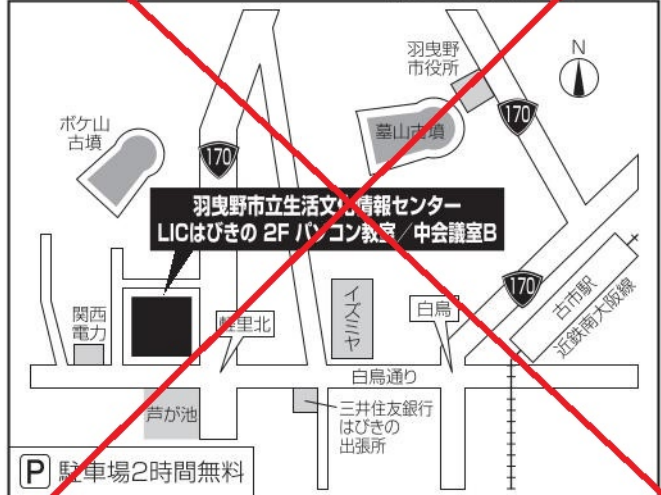 羽曳野
市役所
N
ボケ山
古墳
墓山古墳
170
170
羽曳野市立生活文化情報センター
LICはびきの 2F パソコン教室／中会議室B
170
古市駅
近鉄南大阪線
関西
電力
軽里北
イズミヤ
白鳥
白鳥通り
芦が池
三井住友銀行
はびきの
出張所
P 駐車場2時間無料